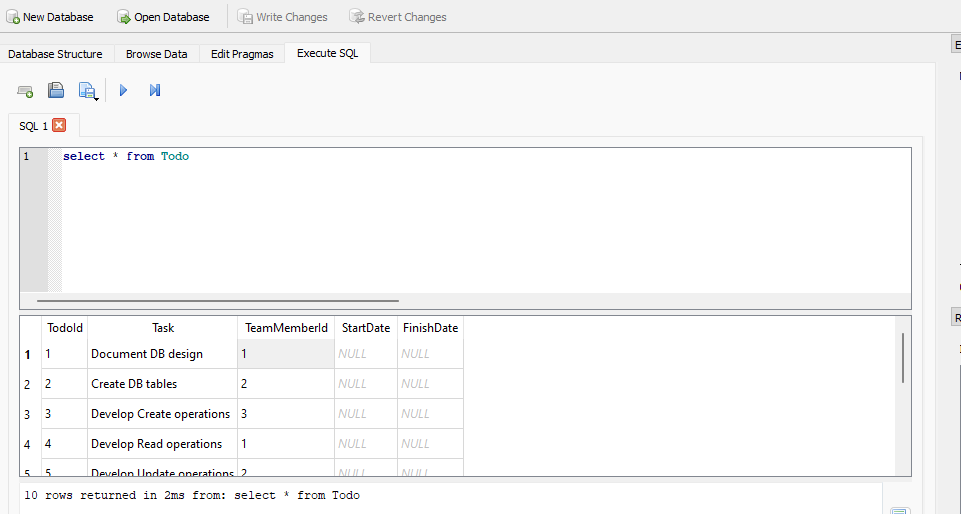 New Database Open Database Write Changes Revert Changes
Database Structure Browse Data Edit Pragmas Execute SQL
SQL 1
1 select * from Todo
TodoId Task TeamMemberId StartDate FinishDate
1 1 Document DB design 1 NULL NULL
2 2 Create DB tables 2 NULL NULL
3 3 Develop Create operations 3 NULL NULL
4 4 Develop Read operations 1 NULL NULL
5 5 Develop Update operations 2 NULL NULL
10 rows returned in 2ms from: select * from Todo